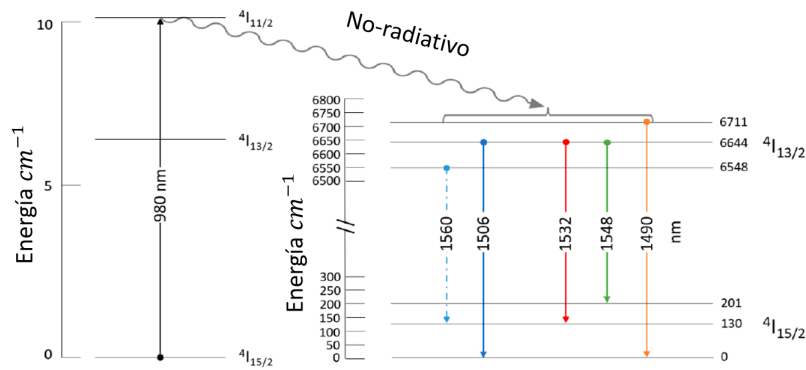 No-radiativo
Energía cm⁻¹
10
5
0
⁴I₁₁/₂
⁴I₁₃/₂
⁴I₁₅/₂
980 nm
Energía cm⁻¹
6800
6750
6700
6650
6600
6550
6500
300
250
200
150
100
50
0
1560
1506
1532
1548
1490
nm
6711
6644
6548
⁴I₁₃/₂
201
130
0
⁴I₁₅/₂